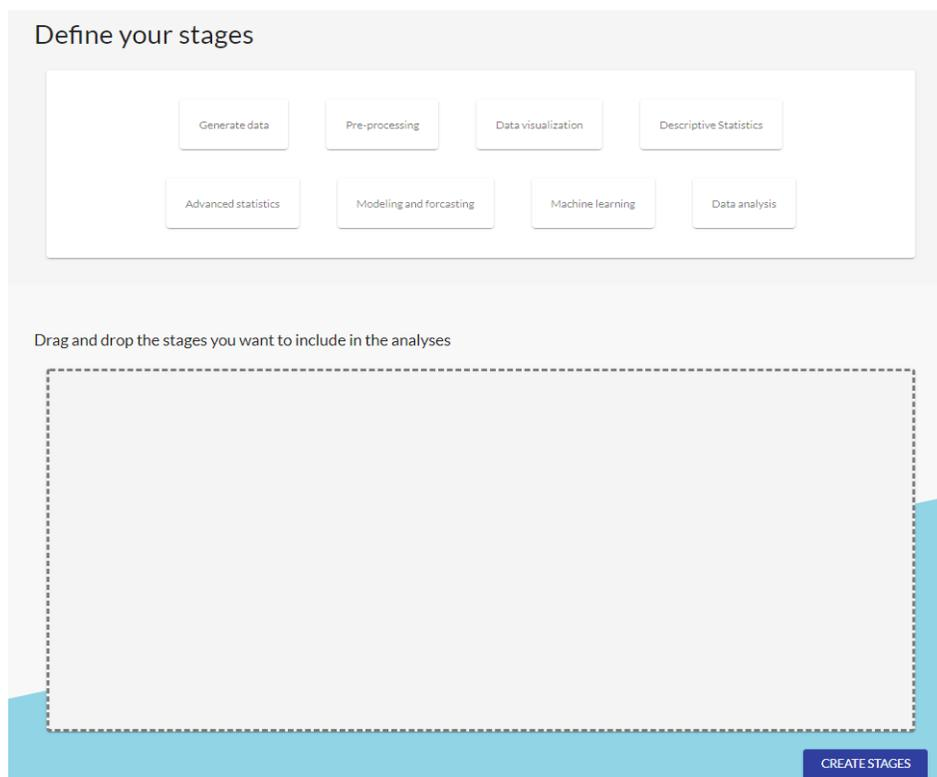 Define your stages
Generate data
Pre-processing
Data visualization
Descriptive Statistics
Advanced statistics
Modeling and forcasting
Machine learning
Data analysis
Drag and drop the stages you want to include in the analyses
CREATE STAGES